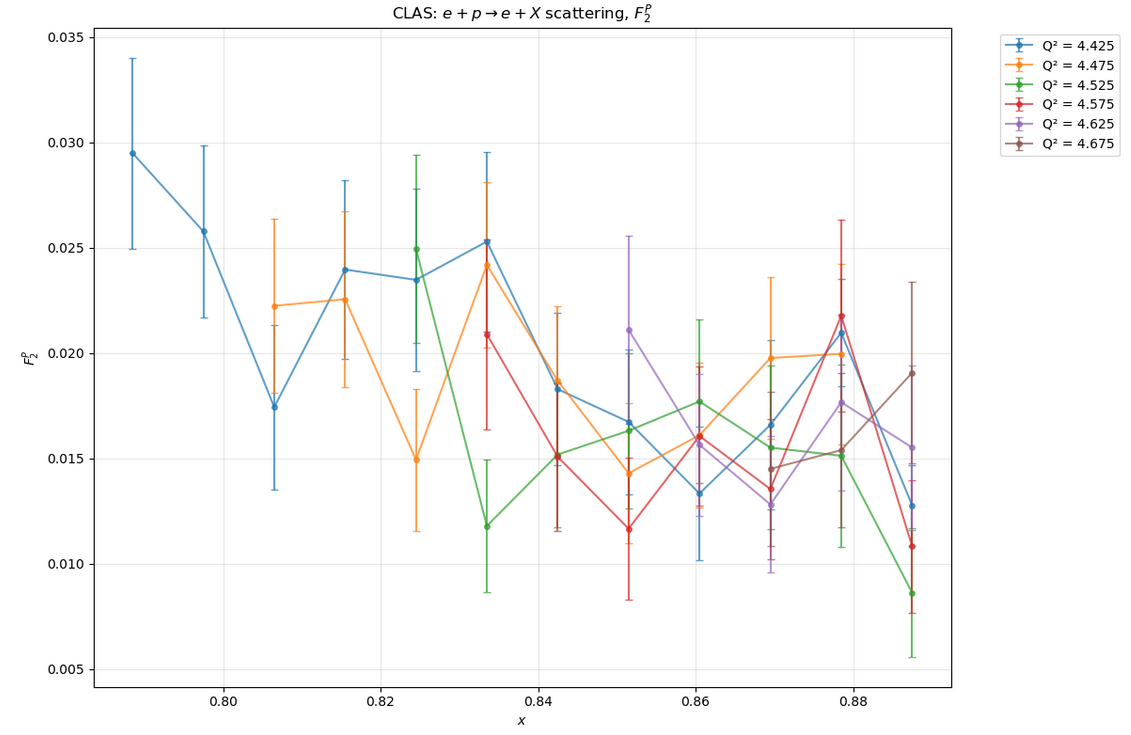 CLAS: e + p → e + X scattering, F₂ᵖ
0.035
0.030
0.025
0.020
0.015
0.010
0.005
F₂ᵖ
0.80 0.82 0.84 0.86 0.88
x
Q² = 4.425
Q² = 4.475
Q² = 4.525
Q² = 4.575
Q² = 4.625
Q² = 4.675